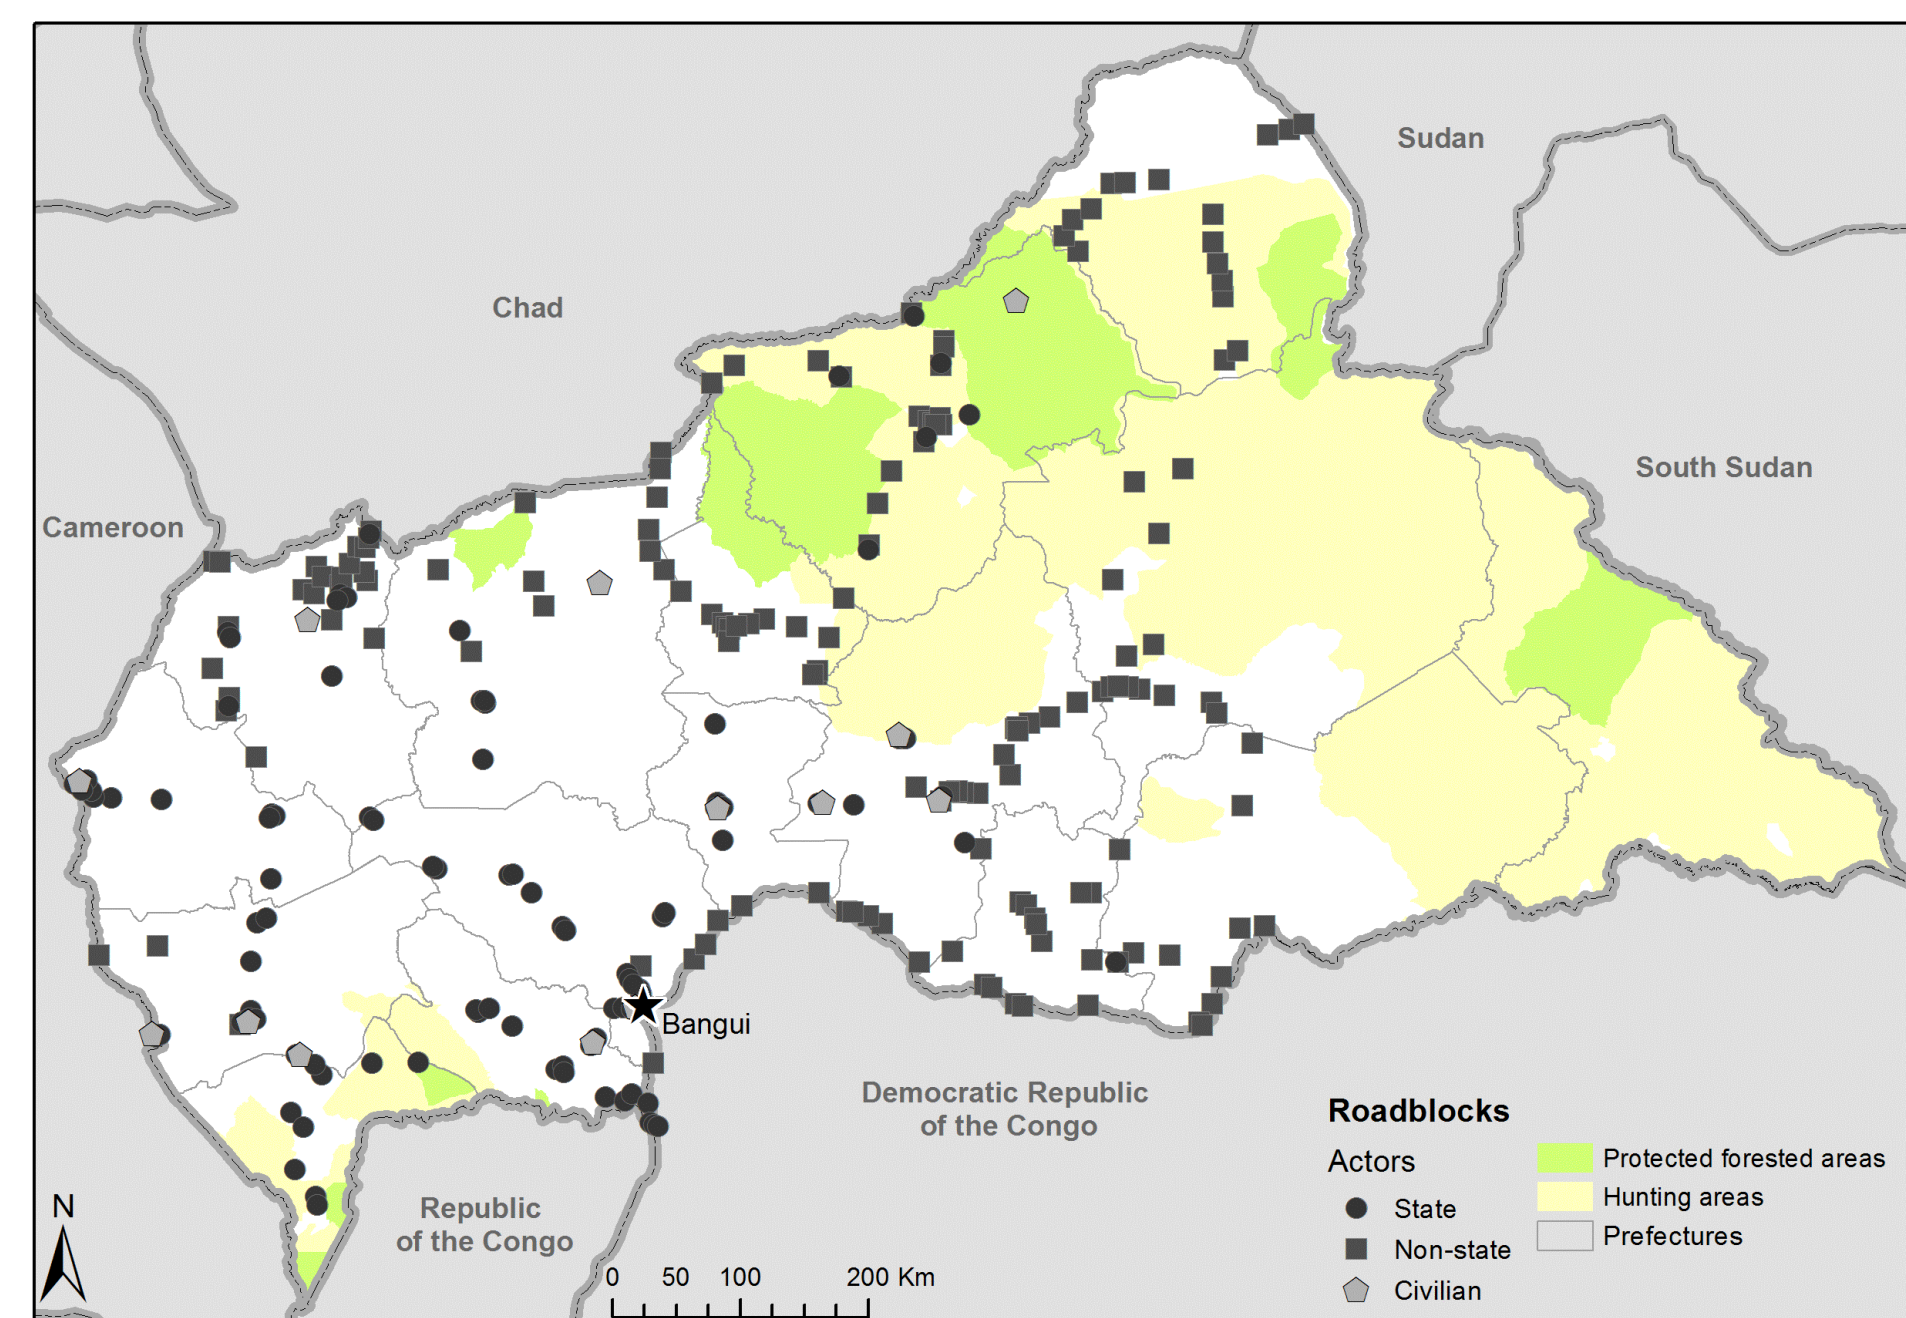 Sudan
Chad
South Sudan
Cameroon
Bangui
Democratic Republic
of the Congo
Republic
of the Congo
N
0 50 100 200 Km
Roadblocks
Actors
State
Non-state
Civilian
Protected forested areas
Hunting areas
Prefectures